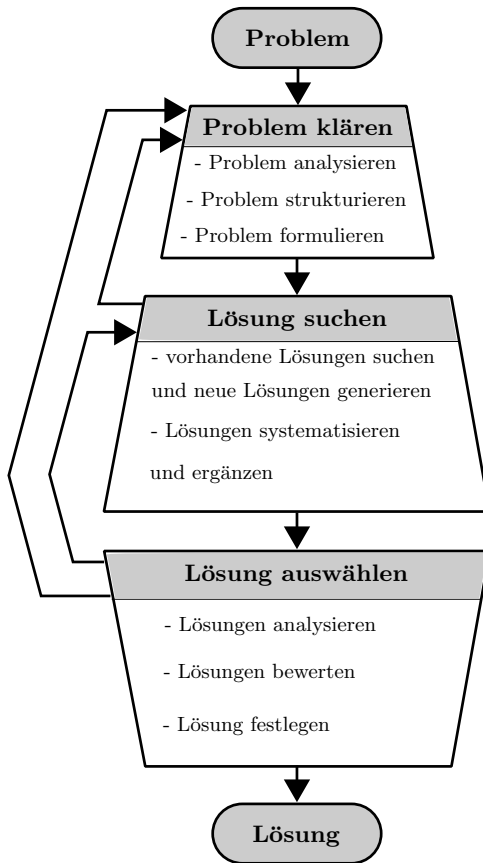 Problem
Problem klären
- Problem analysieren
- Problem strukturieren
- Problem formulieren
Lösung suchen
- vorhandene Lösungen suchen
und neue Lösungen generieren
- Lösungen systematisieren
und ergänzen
Lösung auswählen
- Lösungen analysieren
- Lösungen bewerten
- Lösung festlegen
Lösung